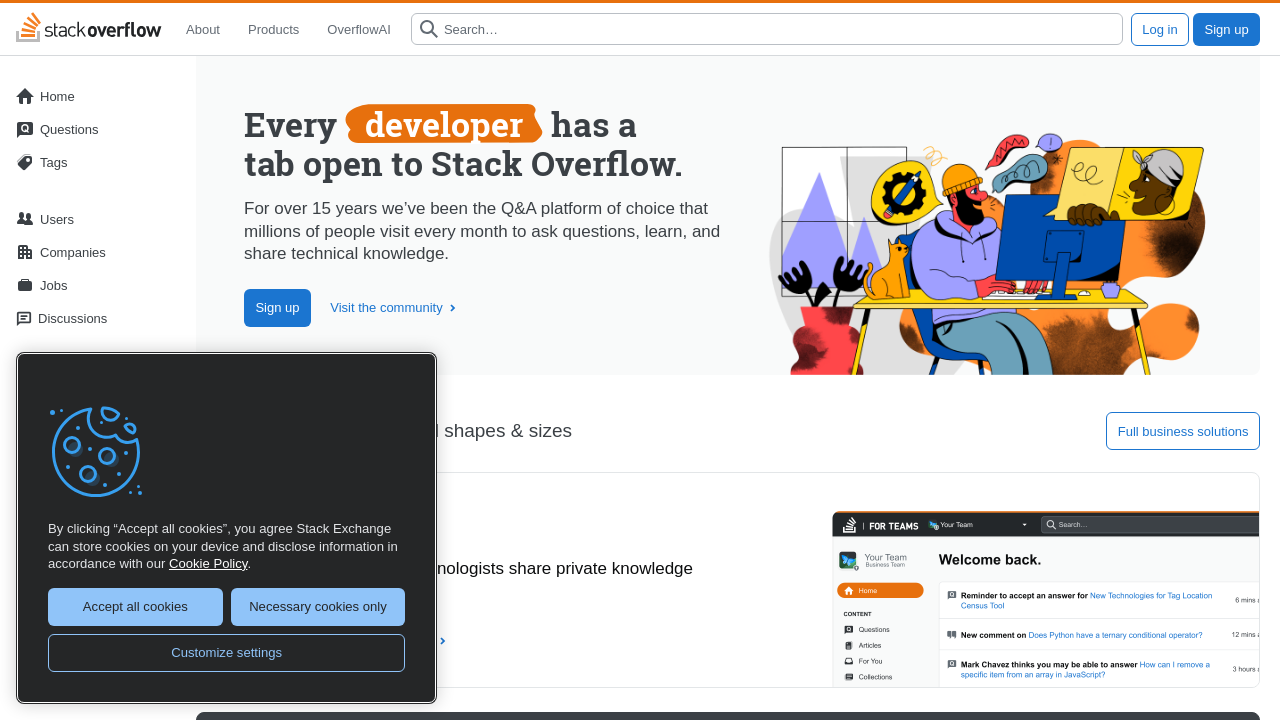 stack overflow
About
Products
OverflowAI
Search…
Log in
Sign up
Home
Questions
Tags
Users
Companies
Jobs
Discussions
Every developer has a
tab open to Stack Overflow.
For over 15 years we’ve been the Q&A platform of choice that
millions of people visit every month to ask questions, learn, and
share technical knowledge.
Sign up
Visit the community
shapes & sizes
Full business solutions
nologists share private knowledge
FOR TEAMS
Your Team
Search…
Your Team
Business Team
Home
CONTENT
Questions
Articles
For You
Collections
Welcome back.
Reminder to accept an answer for New Technologies for Tag Location
Census Tool
6 mins a
New comment on Does Python have a ternary conditional operator?
12 mins a
Mark Chavez thinks you may be able to answer How can I remove a
specific item from an array in JavaScript?
3 hours a
By clicking “Accept all cookies”, you agree Stack Exchange
can store cookies on your device and disclose information in
accordance with our Cookie Policy.
Accept all cookies
Necessary cookies only
Customize settings